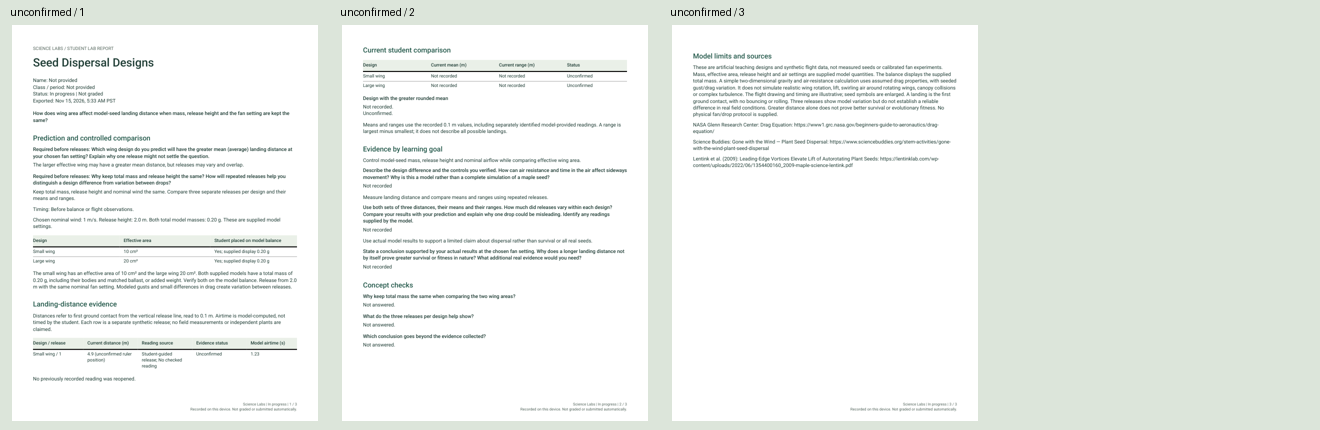 unconfirmed / 1
SCIENCE LABS / STUDENT LAB REPORT
Seed Dispersal Designs
Name: Not provided
Class / period: Not provided
Status: In progress | Not graded
Exported: Nov 15, 2026, 5:33 AM PST
How does wing area affect model-seed landing distance when mass, release height and the fan setting are kept the
same?
Prediction and controlled comparison
Required before releases: Which wing design do you predict will have the greater mean (average) landing distance at
your chosen fan setting? Explain why one release might not settle the question.
The larger wing may have a greater mean distance, but releases may vary and overlap.
Required before releases: Why keep total mass and release height the same? How will repeated releases help you
distinguish a design difference from variation between drops?
Keep total mass, release height and nominal wind the same. Compare three separate releases per design and their
means and ranges.
Timing: Before balance or flight observations.
Chosen nominal wind: 1 m/s. Release height: 2.0 m. Both total model masses: 0.20 g. These are supplied model
settings.
Design Effective area Student placed on model balance
Small wing 10 cm² Yes; supplied display 0.20 g
Large wing 20 cm² Yes; supplied display 0.20 g
The small wing has an effective area of 10 cm² and the large wing 20 cm². Both supplied models have a total mass of
0.20 g, including their bodies and matched ballast, or added weight. Verify both on the model balance. Release from 2.0
m with the same nominal fan setting. Modeled gusts and small differences in drag create variation between releases.
Landing-distance evidence
Distances refer to first ground contact from the vertical release line, read to 0.1 m. Airtime is model-computed, not
timed by the student. Each row is a separate synthetic release; no field measurements or independent plants are
claimed.
Design / release Current distance (m) Reading source Evidence status Model airtime (s)
Small wing / 1 4.9 (unconfirmed ruler position) Student-guided release; No checked reading Unconfirmed 1.23
No previously recorded reading was reopened.
Science Labs | In progress | 1 / 3
Recorded on this device. Not graded or submitted automatically.
unconfirmed / 2
Current student comparison
Design Current mean (m) Current range (m) Status
Small wing Not recorded Not recorded Unconfirmed
Large wing Not recorded Not recorded Unconfirmed
Design with the greater rounded mean
Not recorded.
Unconfirmed.
Means and ranges use the recorded 0.1 m values, including separately identified model-provided readings. A range is
largest minus smallest; it does not describe all possible landings.
Evidence by learning goal
Control model-seed mass, release height and nominal airflow while comparing effective wing area.
Describe the design difference and the controls you verified. How can air resistance and time in the air affect sideways
movement? Why is this a model rather than a complete simulation of a maple seed?
Not recorded
Measure landing distance and compare means and ranges using repeated releases.
Use both sets of three distances, their means and their ranges. How much did releases vary within each design?
Compare your results with your prediction and explain why one drop could be misleading. Identify any readings
supplied by the model.
Not recorded
Use actual model results to support a limited claim about dispersal rather than survival or all real seeds.
State a conclusion supported by your actual results at the chosen fan setting. Why does a longer landing distance not
by itself prove greater survival or fitness in nature? What additional real evidence would you need?
Not recorded
Concept checks
Why keep total mass the same when comparing the two wing areas?
Not answered.
What do the three releases per design help show?
Not answered.
Which conclusion goes beyond the evidence collected?
Not answered.
Science Labs | In progress | 2 / 3
Recorded on this device. Not graded or submitted automatically.
unconfirmed / 3
Model limits and sources
These are artificial teaching designs and synthetic flight data, not measured seeds or calibrated fan experiments.
Mass, effective area, release height and air settings are supplied model quantities. The balance displays the supplied
total mass. A simple two-dimensional gravity and air-resistance calculation uses assumed drag properties, with seeded
gust/drag variation. It does not simulate realistic wing rotation, lift, swirling air around rotating wings, canopy collisions
or complex turbulence. The flight drawing and timing are illustrative; seed symbols are enlarged. A landing is the first
ground contact, with no bouncing or rolling. Three releases show model variation but do not establish a reliable
difference in real field conditions. Greater distance alone does not prove better survival or evolutionary fitness. No
physical fan/drop protocol is supplied.
NASA Glenn Research Center: Drag Equation: https://www1.grc.nasa.gov/beginners-guide-to-aeronautics/drag-
equation/
Science Buddies: Gone with the Wind — Plant Seed Dispersal: https://www.sciencebuddies.org/stem-activities/gone-
with-the-wind-plant-seed-dispersal
Lentink et al. (2009): Leading-Edge Vortices Elevate Lift of Autorotating Plant Seeds: https://lentinklab.com/wp-
content/uploads/2022/06/1354400160_2009-maple-science-lentink.pdf
Science Labs | In progress | 3 / 3
Recorded on this device. Not graded or submitted automatically.